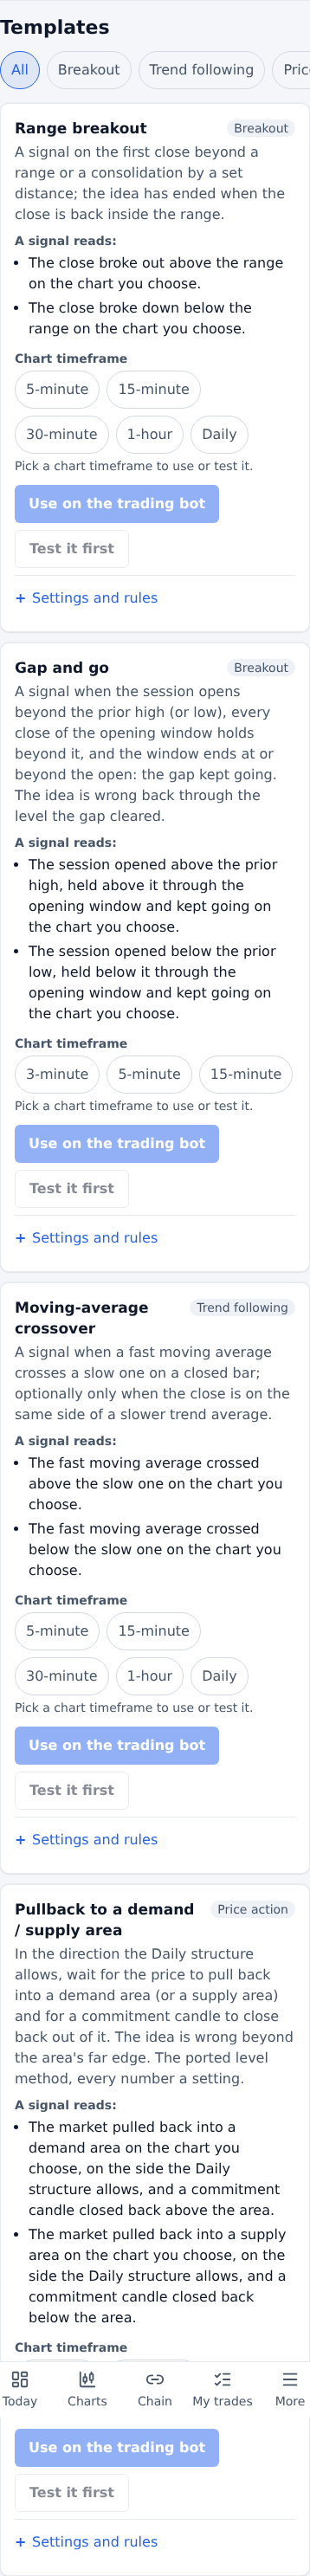 Templates
All
Breakout
Trend following
Pric
Range breakout
Breakout
A signal on the first close beyond a
range or a consolidation by a set
distance; the idea has ended when the
close is back inside the range.
A signal reads:
• The close broke out above the range
on the chart you choose.
• The close broke down below the
range on the chart you choose.
Chart timeframe
5-minute
15-minute
30-minute
1-hour
Daily
Pick a chart timeframe to use or test it.
Use on the trading bot
Test it first
+ Settings and rules
Gap and go
Breakout
A signal when the session opens
beyond the prior high (or low), every
close of the opening window holds
beyond it, and the window ends at or
beyond the open: the gap kept going.
The idea is wrong back through the
level the gap cleared.
A signal reads:
• The session opened above the prior
high, held above it through the
opening window and kept going on
the chart you choose.
• The session opened below the prior
low, held below it through the
opening window and kept going on
the chart you choose.
Chart timeframe
3-minute
5-minute
15-minute
Pick a chart timeframe to use or test it.
Use on the trading bot
Test it first
+ Settings and rules
Moving-average
crossover
Trend following
A signal when a fast moving average
crosses a slow one on a closed bar;
optionally only when the close is on the
same side of a slower trend average.
A signal reads:
• The fast moving average crossed
above the slow one on the chart you
choose.
• The fast moving average crossed
below the slow one on the chart you
choose.
Chart timeframe
5-minute
15-minute
30-minute
1-hour
Daily
Pick a chart timeframe to use or test it.
Use on the trading bot
Test it first
+ Settings and rules
Pullback to a demand
/ supply area
Price action
In the direction the Daily structure
allows, wait for the price to pull back
into a demand area (or a supply area)
and for a commitment candle to close
back out of it. The idea is wrong beyond
the area's far edge. The ported level
method, every number a setting.
A signal reads:
• The market pulled back into a
demand area on the chart you
choose, on the side the Daily
structure allows, and a commitment
candle closed back above the area.
• The market pulled back into a supply
area on the chart you choose, on the
side the Daily structure allows, and a
commitment candle closed back
below the area.
Chart timeframe
Today
Charts
Chain
My trades
More
Use on the trading bot
Test it first
+ Settings and rules